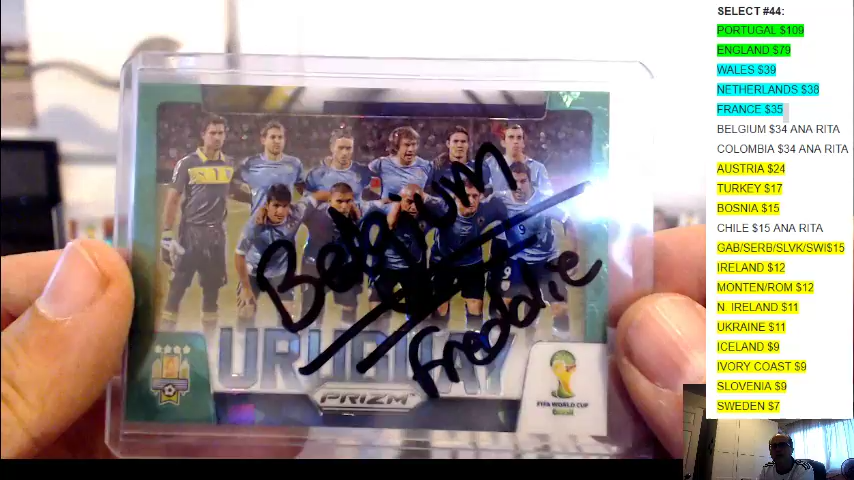 SELECT #44:
PORTUGAL $109
ENGLAND $79
WALES $39
NETHERLANDS $38
FRANCE $35
BELGIUM $34 ANA RITA
COLOMBIA $34 ANA RITA
AUSTRIA $24
TURKEY $17
BOSNIA $15
CHILE $15 ANA RITA
GAB/SERB/SLVK/SWI$15
IRELAND $12
MONTEN/ROM $12
N IRELAND $11
UKRAINE $11
ICELAND $9
IVORY COAST $9
SLOVENIA $9
SWEDEN $7
Belgium
Freddie
URUGUAY
PRIZM
FIFA WORLD CUP
Brasil
9
9